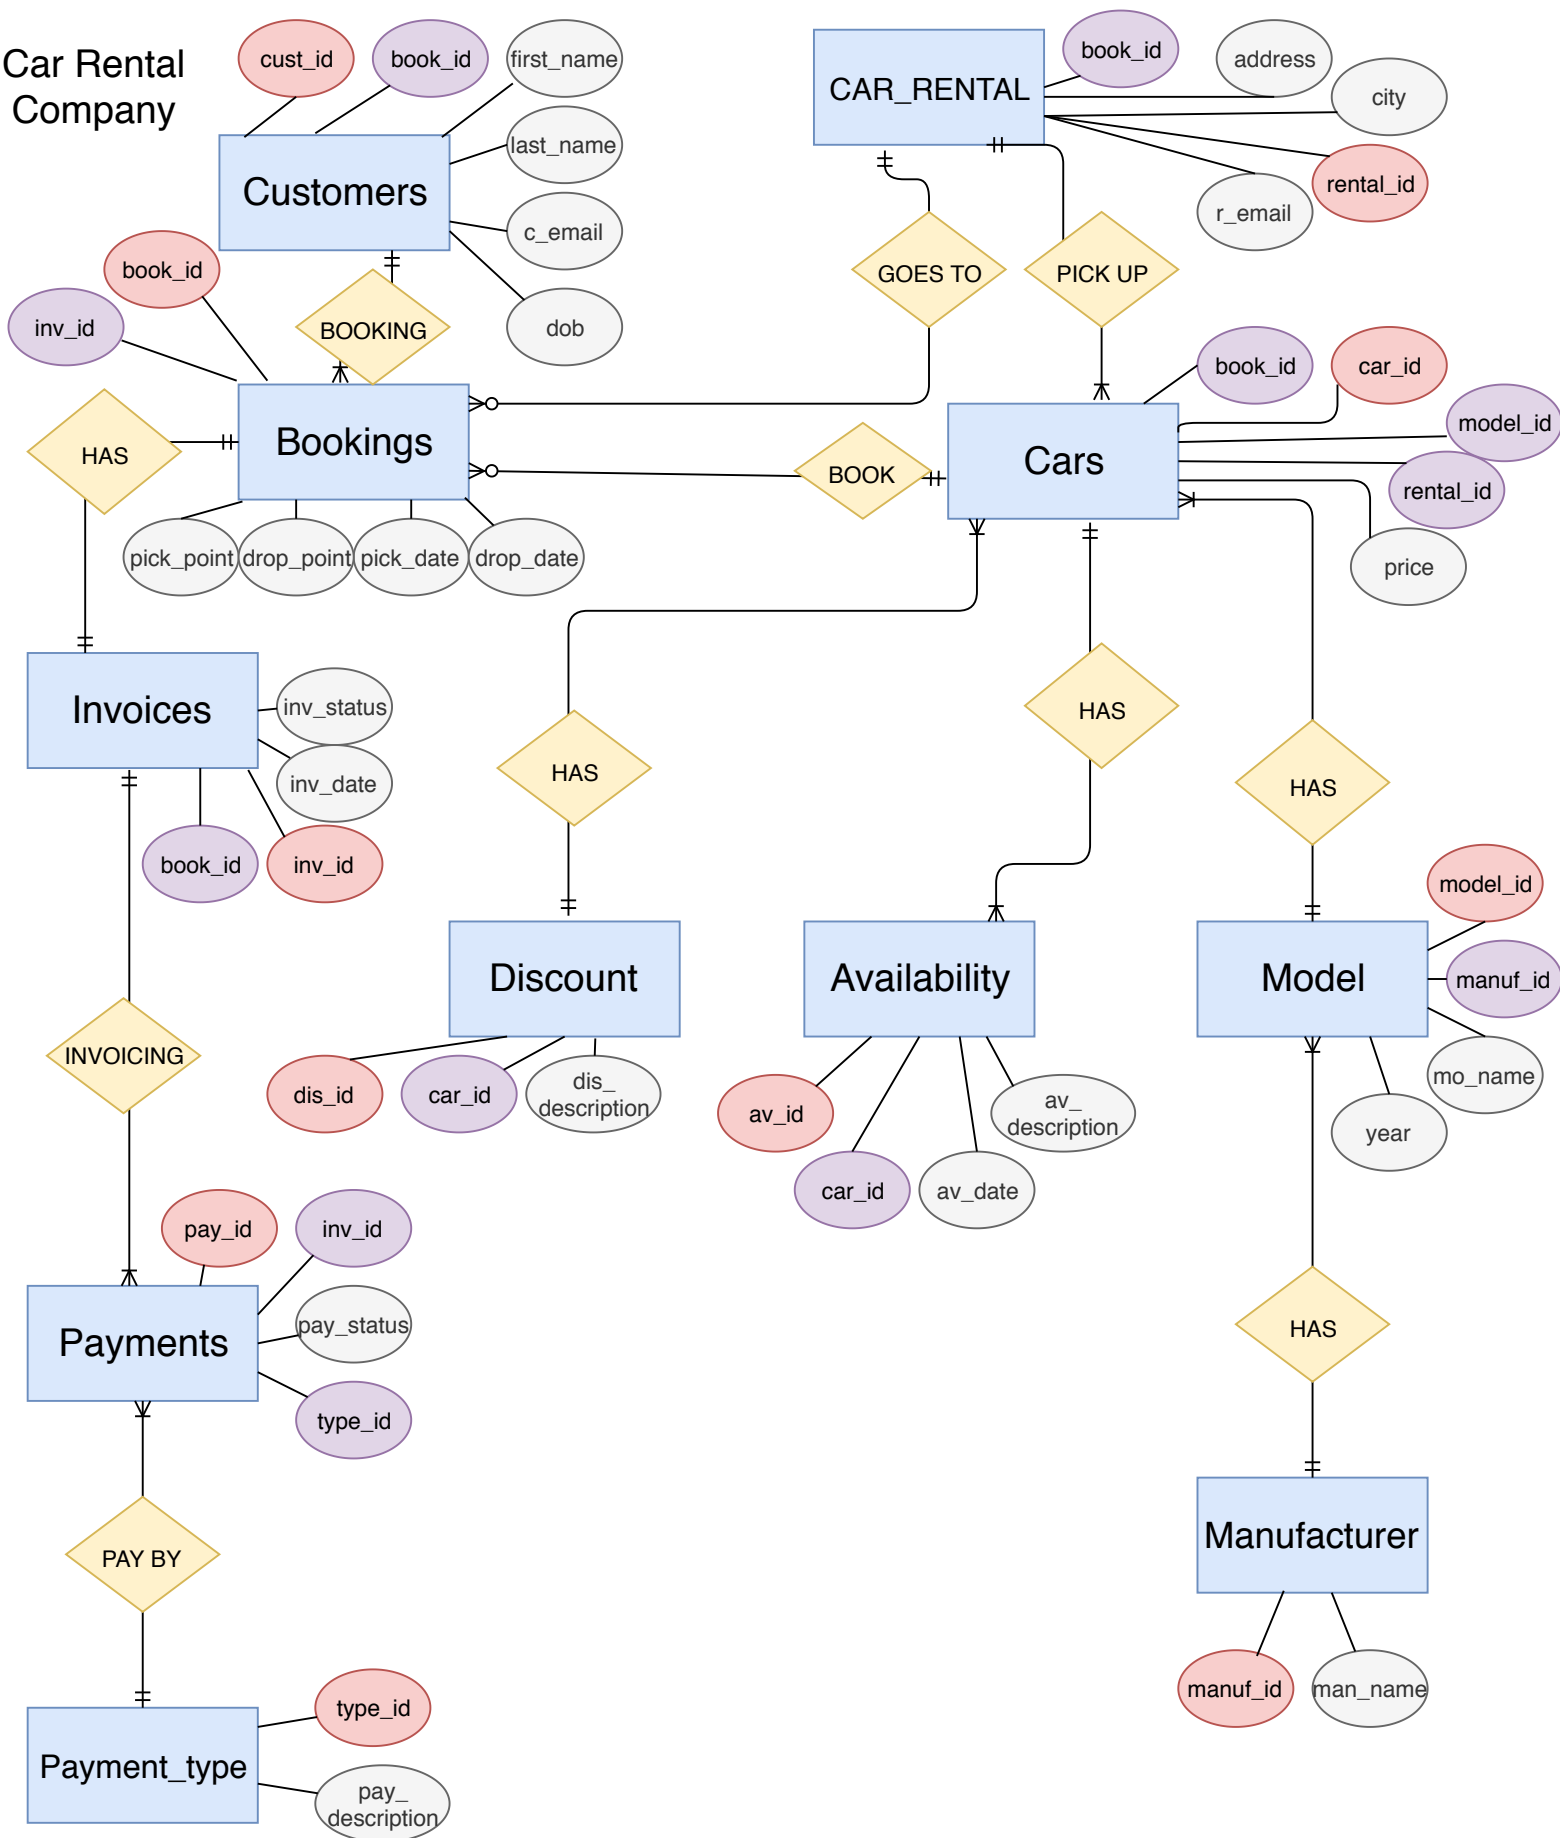 Car Rental
Company
cust_id
book_id
first_name
last_name
Customers
c_email
dob
CAR_RENTAL
book_id
address
city
rental_id
r_email
book_id
inv_id
BOOKING
GOES TO
PICK UP
HAS
Bookings
BOOK
Cars
book_id
car_id
model_id
rental_id
price
pick_point
drop_point
pick_date
drop_date
Invoices
inv_status
inv_date
book_id
inv_id
HAS
HAS
HAS
Discount
dis_id
car_id
dis_
description
Availability
av_id
car_id
av_date
av_
description
Model
model_id
manuf_id
mo_name
year
INVOICING
pay_id
inv_id
Payments
pay_status
type_id
HAS
PAY BY
Manufacturer
manuf_id
man_name
Payment_type
type_id
pay_
description